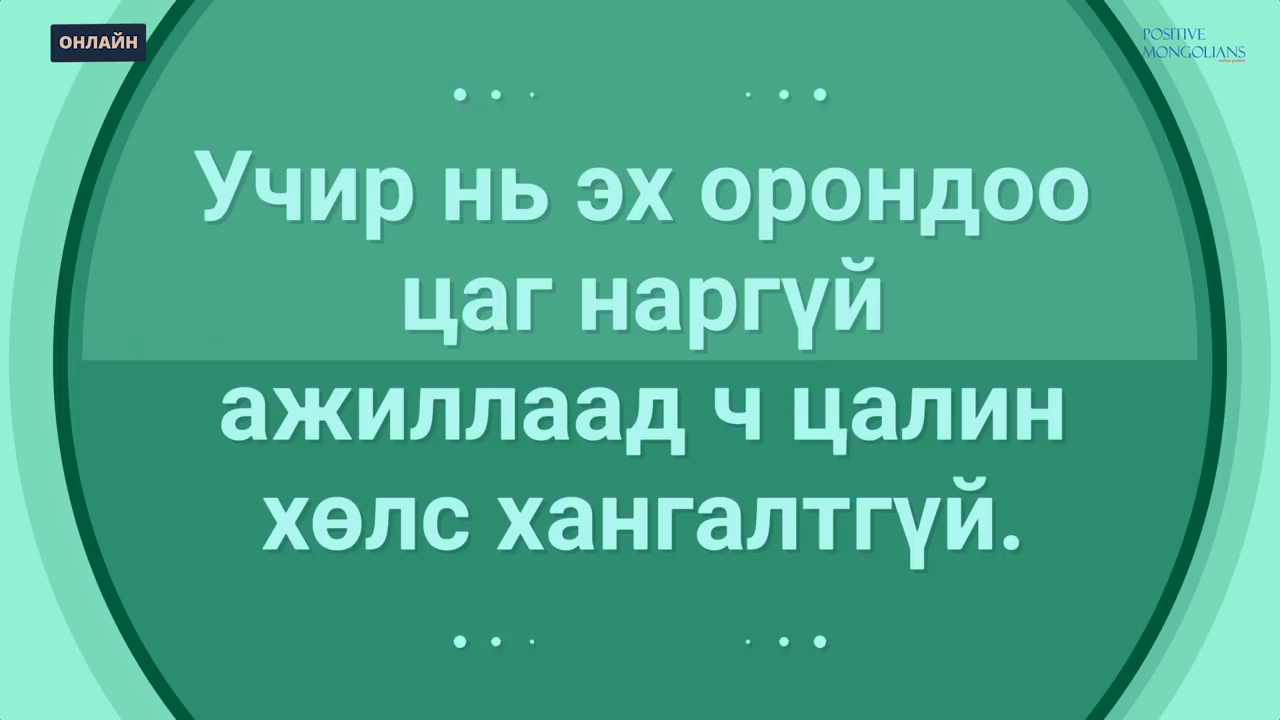 ОНЛАЙН
POSITIVE
MONGOLIANS
Учир нь эх орондоо
цаг наргүй
ажиллаад ч цалин
хөлс хангалтгүй.